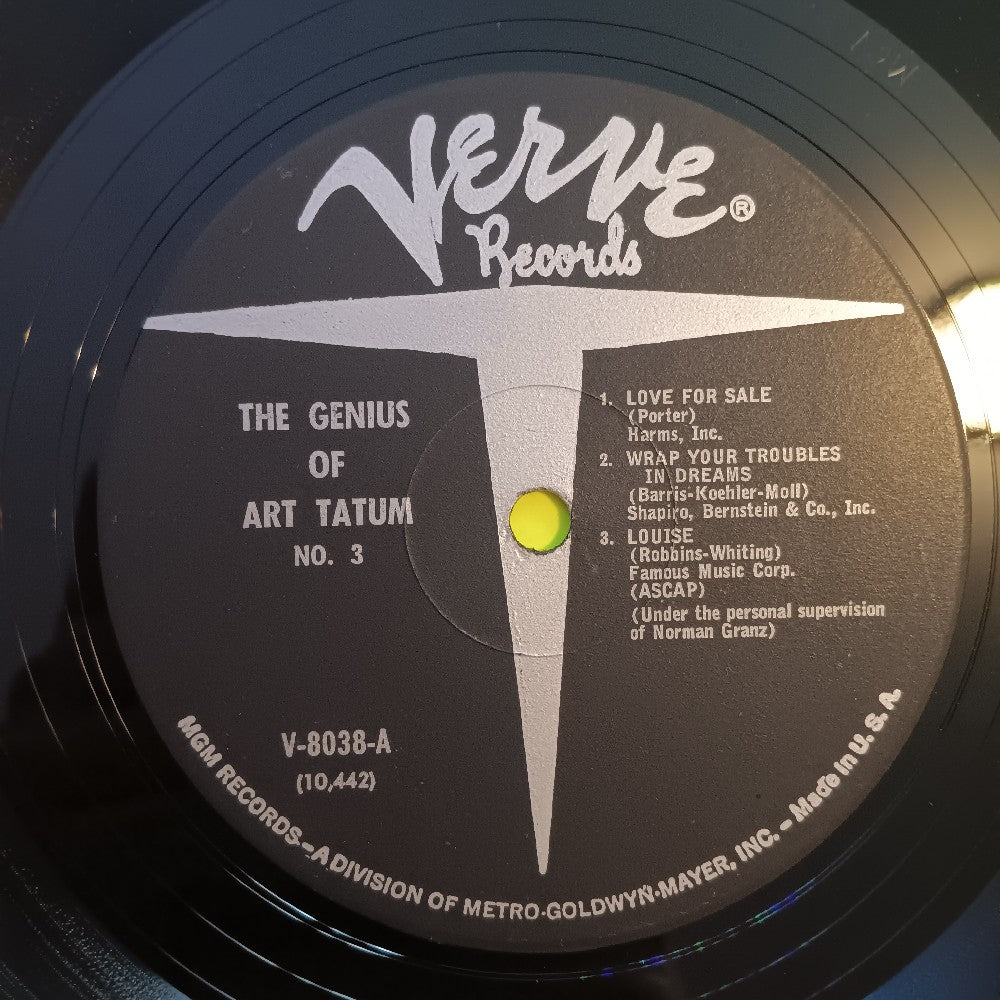 Verve®
Records
THE GENIUS
OF
ART TATUM
NO. 3
1. LOVE FOR SALE
(Porter)
Harms, Inc.
2. WRAP YOUR TROUBLES
IN DREAMS
(Barris-Koehler-Moll)
Shapiro, Bernstein & Co., Inc.
3. LOUISE
(Robbins-Whiting)
Famous Music Corp.
(ASCAP)
(Under the personal supervision
of Norman Granz)
V-8038-A
(10,442)
MGM RECORDS–A DIVISION OF METRO-GOLDWYN-MAYER, INC. – Made in U. S. A.